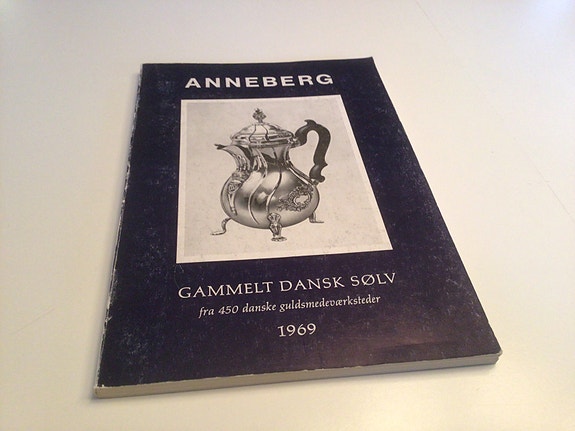 ANNEBERG
GAMMELT DANSK SØLV
fra 450 danske guldsmedeværksteder
1969